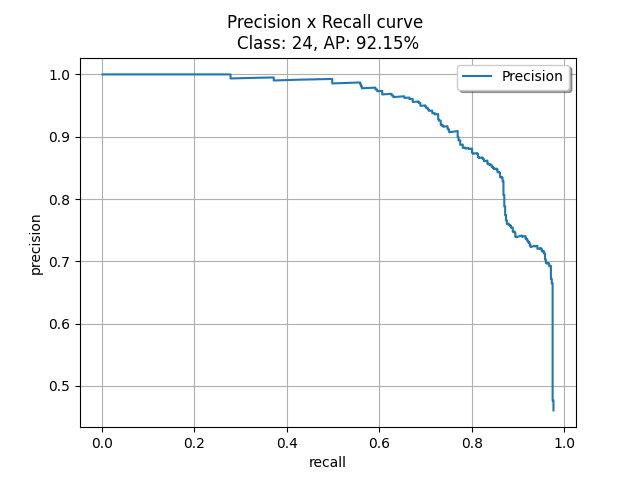 Precision x Recall curve
Class: 24, AP: 92.15%
Precision
1.0
0.9
0.8
0.7
0.6
0.5
precision
0.0 0.2 0.4 0.6 0.8 1.0
recall